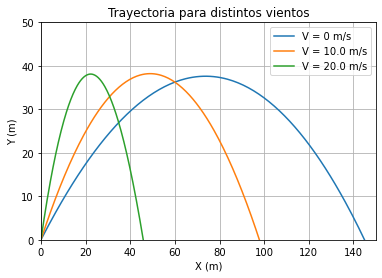 Trayectoria para distintos vientos
V = 0 m/s
V = 10.0 m/s
V = 20.0 m/s
Y (m)
50
40
30
20
10
0
0 20 40 60 80 100 120 140
X (m)